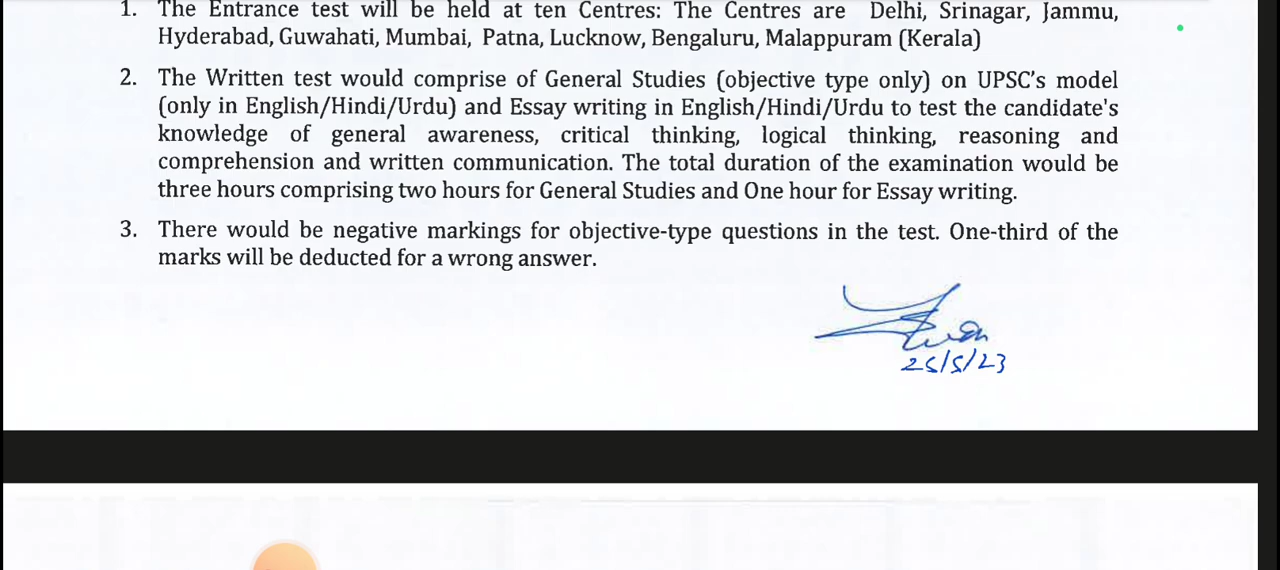 1. The Entrance test will be held at ten Centres: The Centres are Delhi, Srinagar, Jammu,
Hyderabad, Guwahati, Mumbai, Patna, Lucknow, Bengaluru, Malappuram (Kerala)
2. The Written test would comprise of General Studies (objective type only) on UPSC's model
(only in English/Hindi/Urdu) and Essay writing in English/Hindi/Urdu to test the candidate's
knowledge of general awareness, critical thinking, logical thinking, reasoning and
comprehension and written communication. The total duration of the examination would be
three hours comprising two hours for General Studies and One hour for Essay writing.
3. There would be negative markings for objective-type questions in the test. One-third of the
marks will be deducted for a wrong answer.
25/5/23